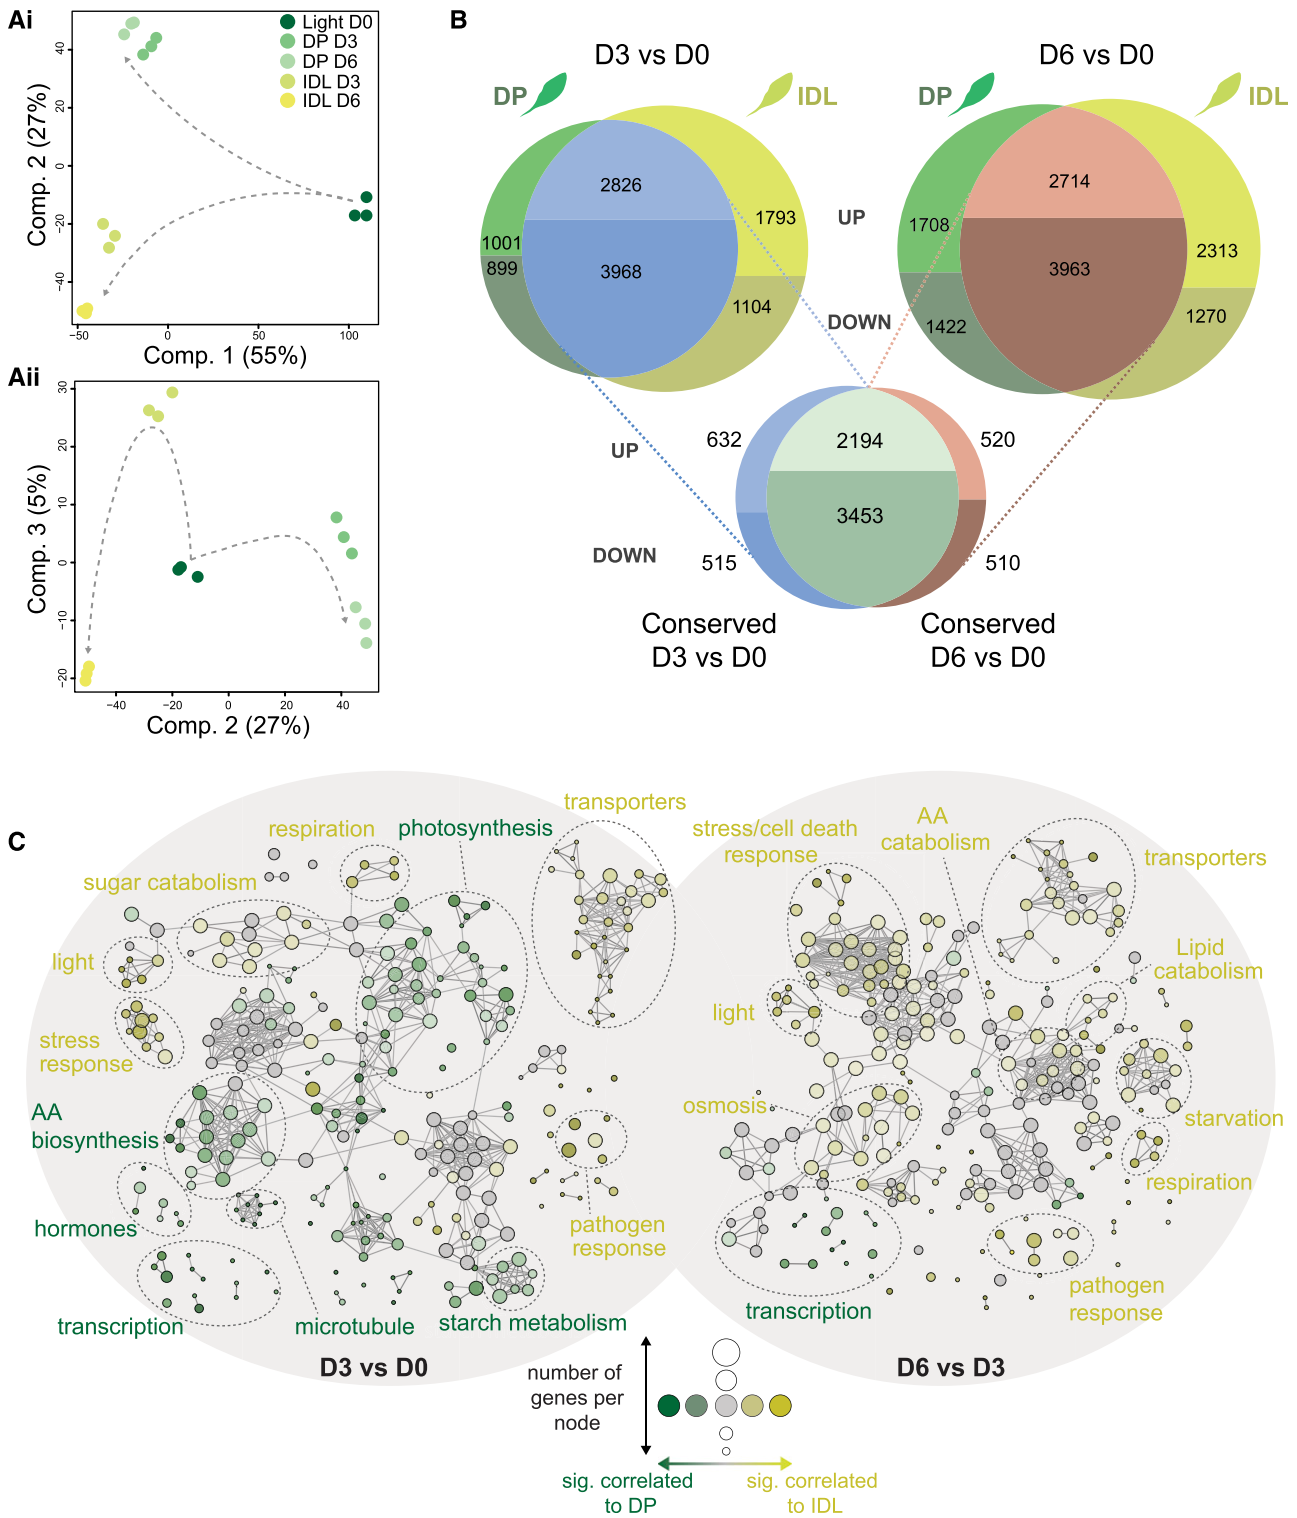 Ai
Light D0
DP D3
DP D6
IDL D3
IDL D6
40
20
0
−20
−40
Comp. 2 (27%)
−50
0
50
100
Comp. 1 (55%)
Aii
30
20
10
0
−10
−20
Comp. 3 (5%)
−40
−20
0
20
40
Comp. 2 (27%)
B
D3 vs D0
D6 vs D0
DP
IDL
DP
IDL
2826
1793
1001
899
3968
1104
UP
DOWN
2714
1708
2313
3963
1422
1270
UP
DOWN
632
2194
520
3453
515
510
Conserved
D3 vs D0
Conserved
D6 vs D0
C
transporters
respiration
photosynthesis
sugar catabolism
light
stress
response
AA
biosynthesis
hormones
transcription
microtubule
starch metabolism
pathogen
response
D3 vs D0
stress/cell death
response
AA
catabolism
transporters
Lipid
catabolism
light
osmosis
starvation
respiration
transcription
pathogen
response
D6 vs D3
number of
genes per
node
sig. correlated
to DP
sig. correlated
to IDL